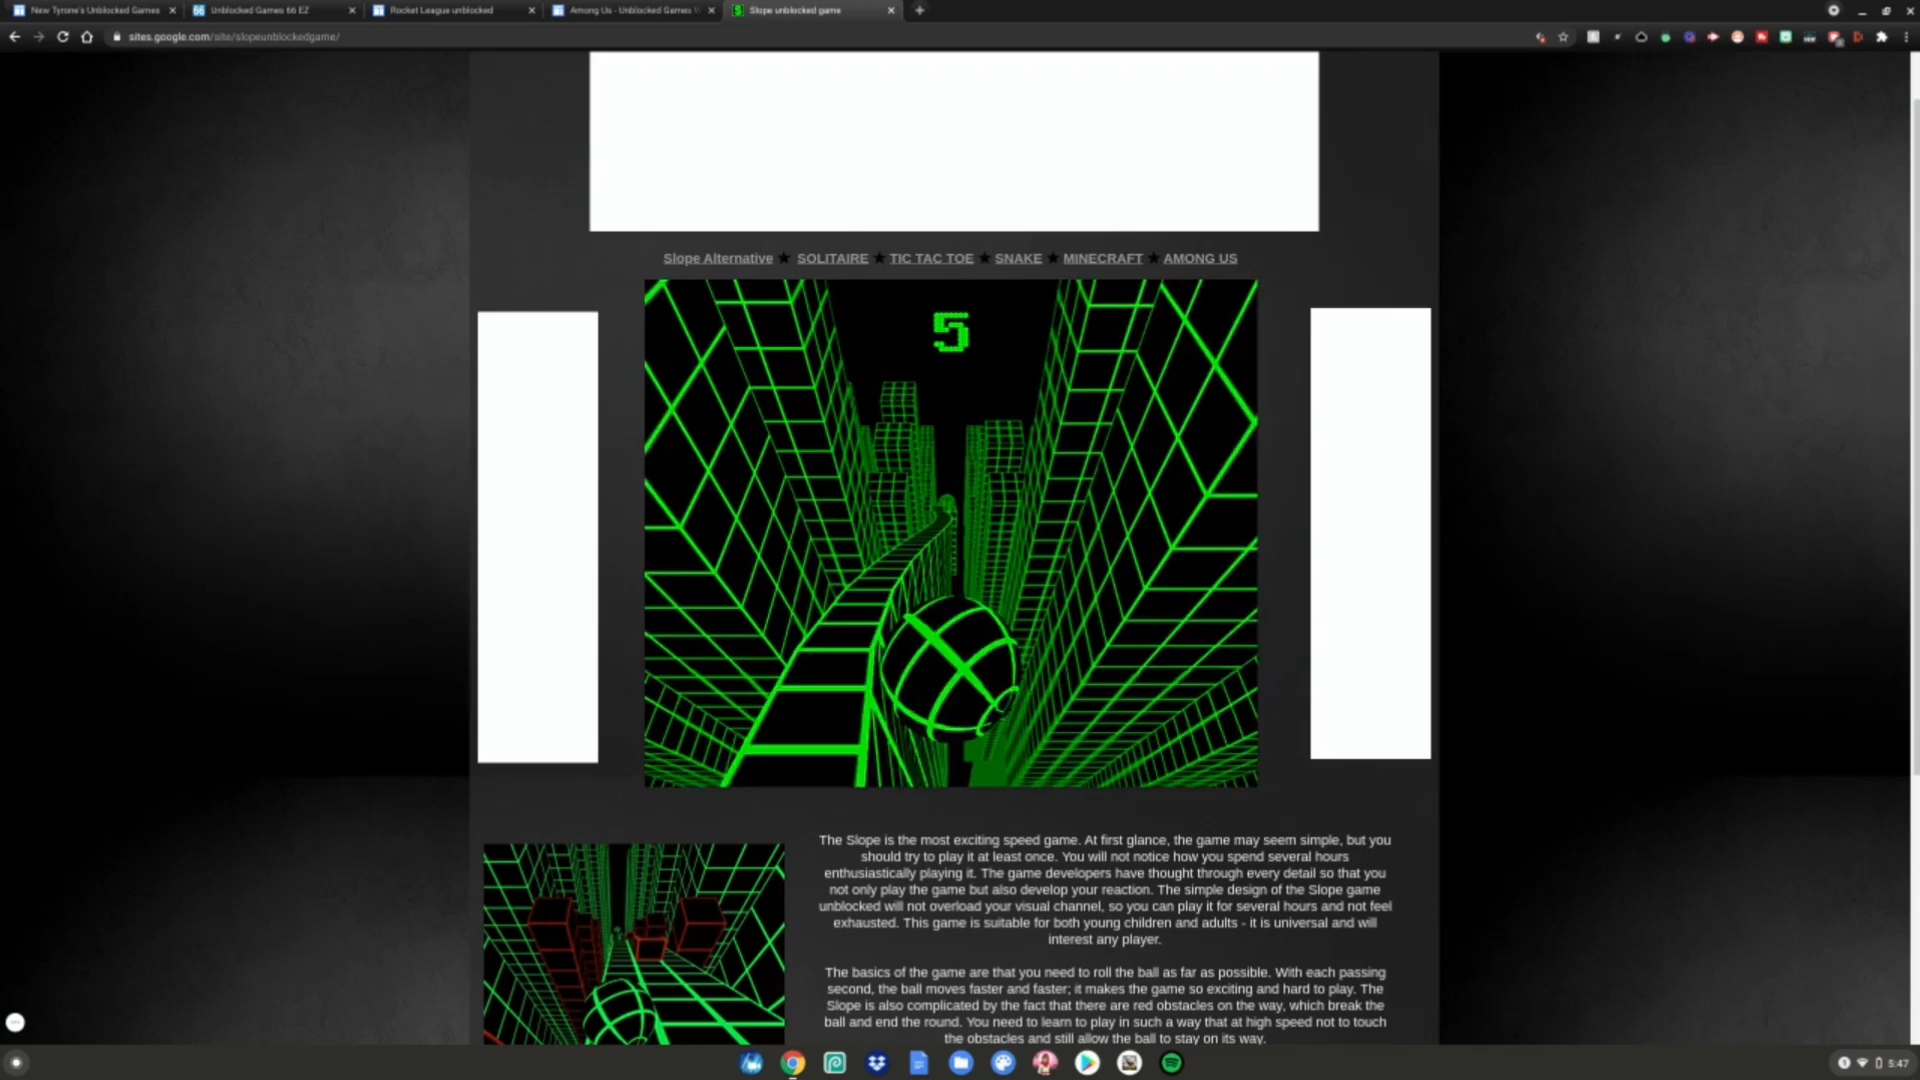 New Tyrone's Unblocked Games
Unblocked Games 66 EZ
Rocket League unblocked
Among Us - Unblocked Games
Slope unblocked game
sites.google.com/site/slopeunblockedgame/
Slope Alternative ★ SOLITAIRE ★ TIC TAC TOE ★ SNAKE ★ MINECRAFT ★ AMONG US
5
The Slope is the most exciting speed game. At first glance, the game may seem simple, but you
should try to play it at least once. You will not notice how you spend several hours
enthusiastically playing it. The game developers have thought through every detail so that you
not only play the game but also develop your reaction. The simple design of the Slope game
unblocked will not overload your visual channel, so you can play it for several hours and not feel
exhausted. This game is suitable for both young children and adults - it is universal and will
interest any player.
The basics of the game are that you need to roll the ball as far as possible. With each passing
second, the ball moves faster and faster; it makes the game so exciting and hard to play. The
Slope is also complicated by the fact that there are red obstacles on the way, which break the
ball and end the round. You need to learn to play in such a way that at high speed not to touch
the obstacles and still allow the ball to stay on its way.
5:47